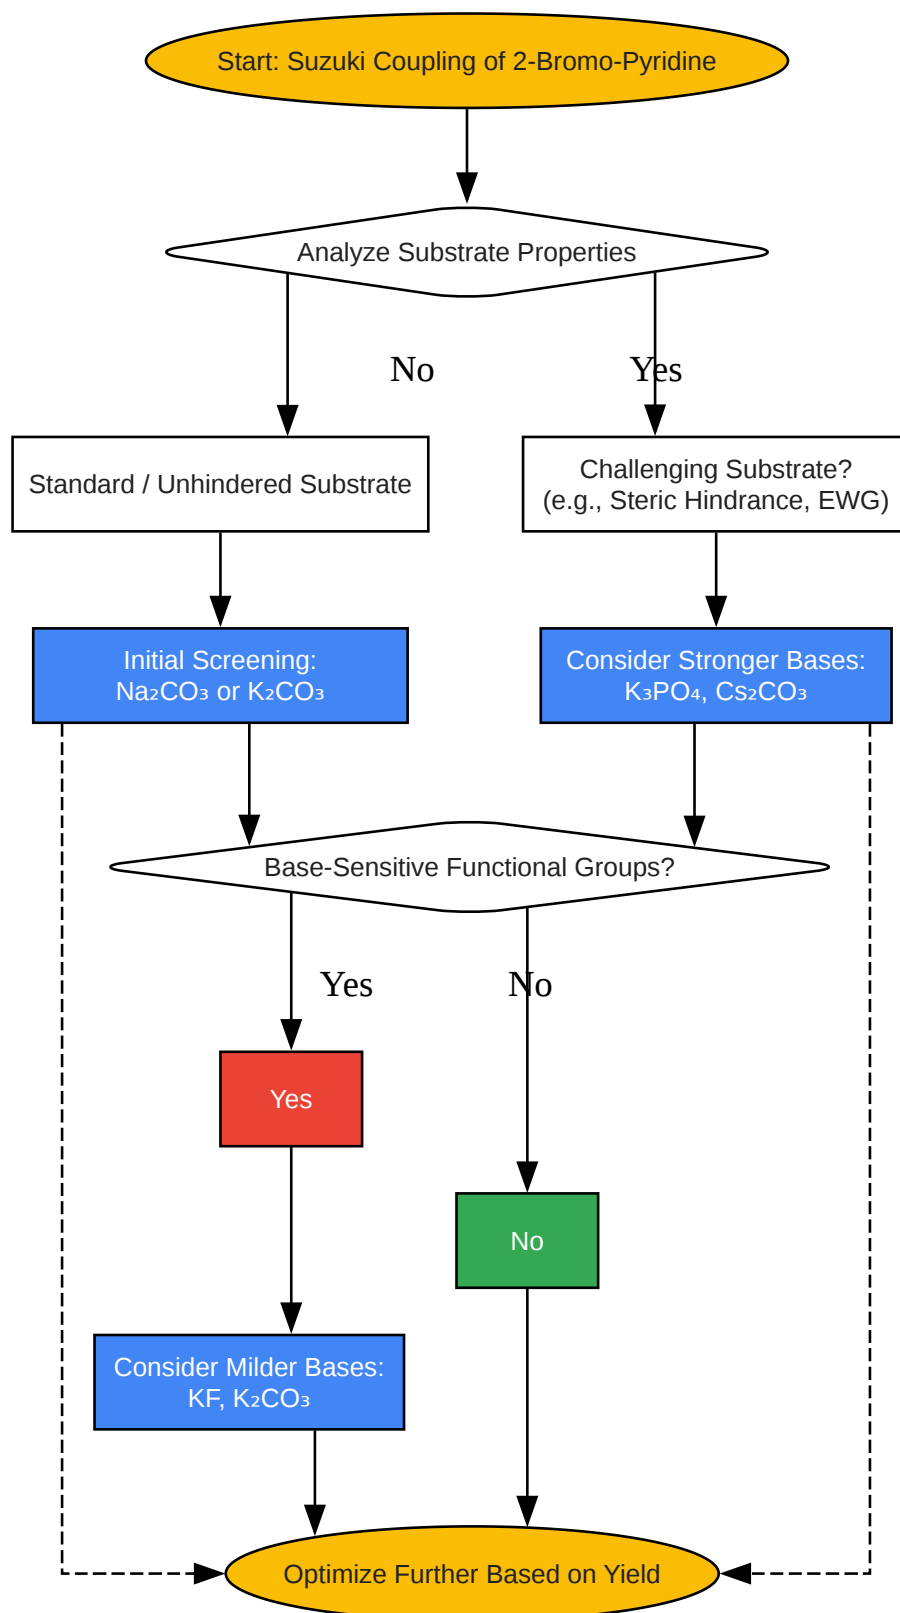 Start: Suzuki Coupling of 2-Bromo-Pyridine
Analyze Substrate Properties
No
Yes
Standard / Unhindered Substrate
Challenging Substrate?
(e.g., Steric Hindrance, EWG)
Initial Screening:
Na₂CO₃ or K₂CO₃
Consider Stronger Bases:
K₃PO₄, Cs₂CO₃
Base-Sensitive Functional Groups?
Yes
No
Yes
No
Consider Milder Bases:
KF, K₂CO₃
Optimize Further Based on Yield